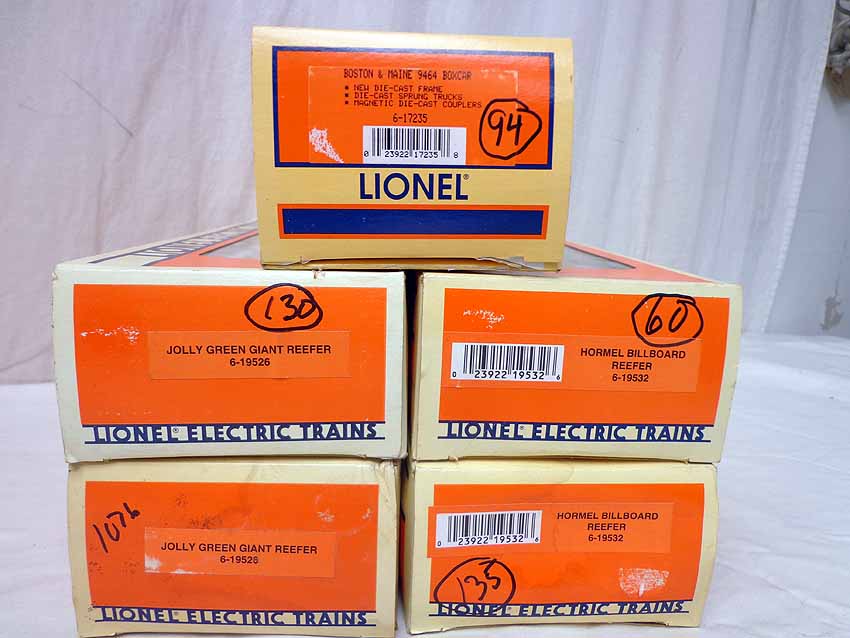 BOSTON & MAINE 9464 BOXCAR
* NEW DIE-CAST FRAME
* DIE-CAST SPRUNG TRUCKS
* MAGNETIC DIE-CAST COUPLERS
6-17235
94
0 23922 17235 8
LIONEL®
130
JOLLY GREEN GIANT REEFER
6-19526
LIONEL® ELECTRIC TRAINS
60
0 23922 19532 6
HORMEL BILLBOARD
REEFER
6-19532
LIONEL® ELECTRIC TRAINS
1076
JOLLY GREEN GIANT REEFER
6-19526
LIONEL® ELECTRIC TRAINS
0 23922 19532 6
HORMEL BILLBOARD
REEFER
6-19532
135
LIONEL® ELECTRIC TRAINS